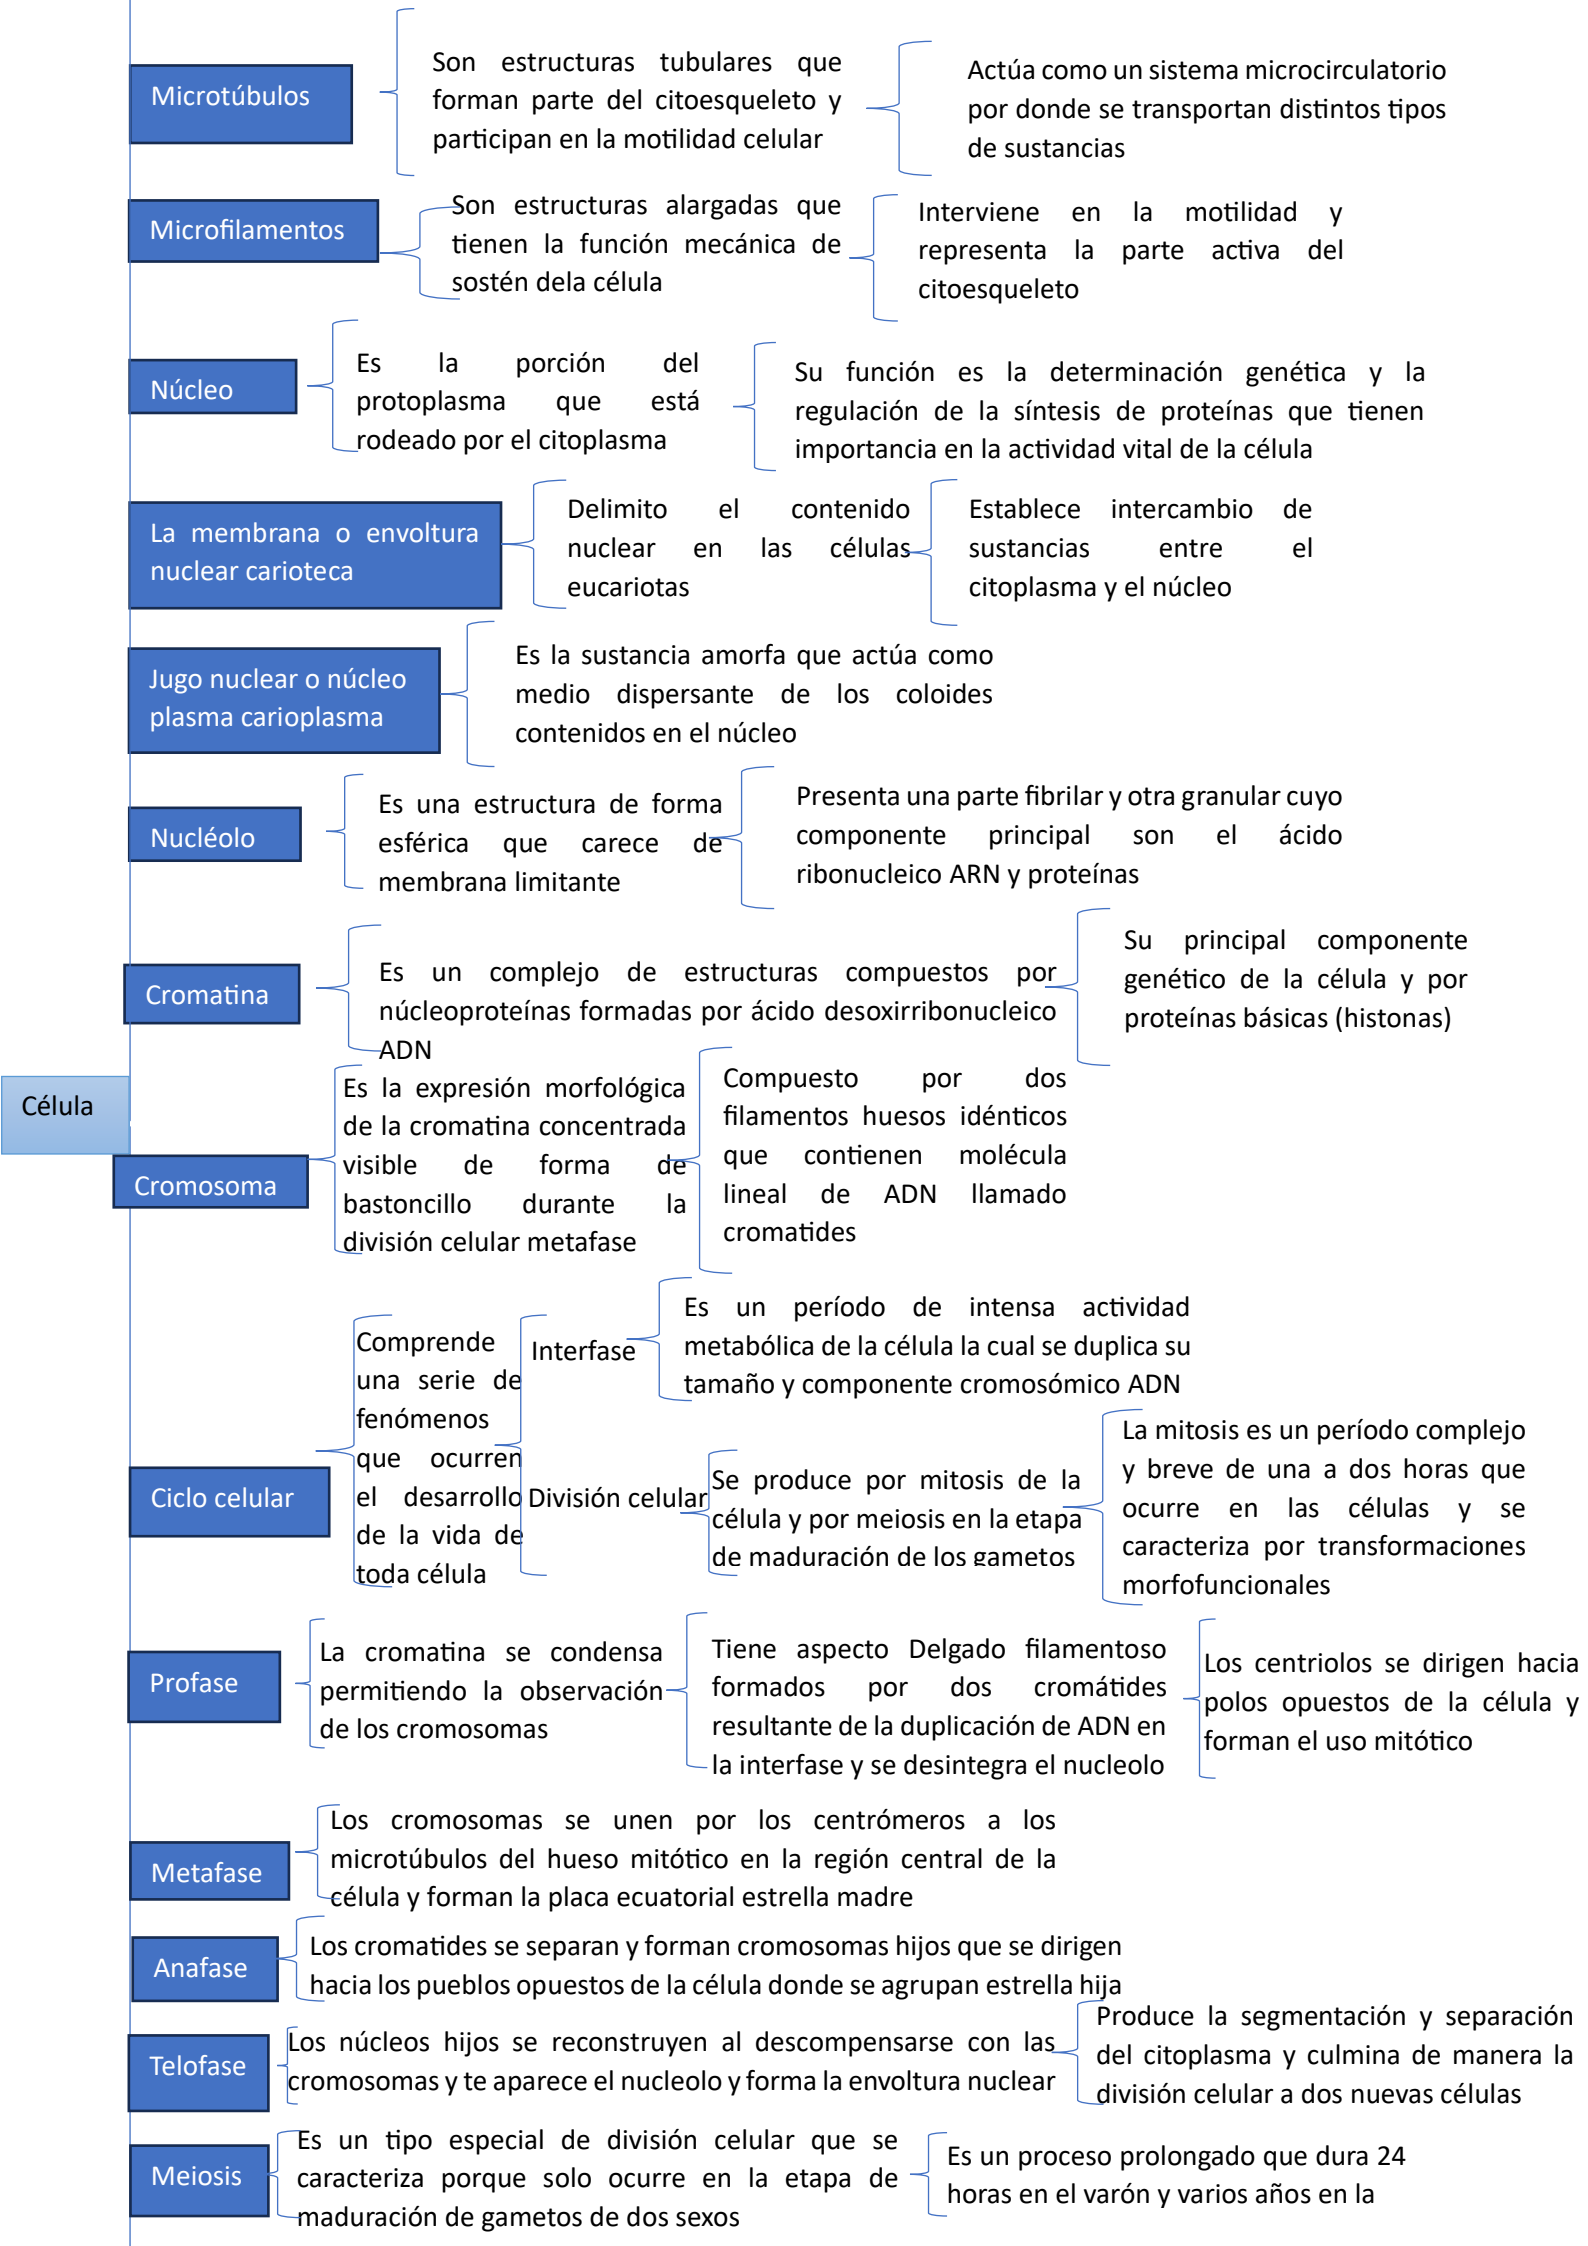 Microtúbulos
Son estructuras tubulares que
forman parte del citoesqueleto y
participan en la motilidad celular
Actúa como un sistema microcirculatorio
por donde se transportan distintos tipos
de sustancias
Microfilamentos
Son estructuras alargadas que
tienen la función mecánica de
sostén dela célula
Interviene en la motilidad y
representa la parte activa del
citoesqueleto
Núcleo
Es la porción del
protoplasma que está
rodeado por el citoplasma
Su función es la determinación genética y la
regulación de la síntesis de proteínas que tienen
importancia en la actividad vital de la célula
La membrana o envoltura
nuclear carioteca
Delimito el contenido
nuclear en las células
eucariotas
Establece intercambio de
sustancias entre el
citoplasma y el núcleo
Jugo nuclear o núcleo
plasma carioplasma
Es la sustancia amorfa que actúa como
medio dispersante de los coloides
contenidos en el núcleo
Nucléolo
Es una estructura de forma
esférica que carece de
membrana limitante
Presenta una parte fibrilar y otra granular cuyo
componente principal son el ácido
ribonucleico ARN y proteínas
Cromatina
Es un complejo de estructuras compuestos por
núcleoproteínas formadas por ácido desoxirribonucleico
ADN
Su principal componente
genético de la célula y por
proteínas básicas (histonas)
Célula
Cromosoma
Es la expresión morfológica
de la cromatina concentrada
visible de forma de
bastoncillo durante la
división celular metafase
Compuesto por dos
filamentos huesos idénticos
que contienen molécula
lineal de ADN llamado
cromatides
Ciclo celular
Comprende
una serie de
fenómenos
que ocurren
el desarrollo
de la vida de
toda célula
Interfase
Es un período de intensa actividad
metabólica de la célula la cual se duplica su
tamaño y componente cromosómico ADN
División celular
Se produce por mitosis de la
célula y por meiosis en la etapa
de maduración de los gametos
La mitosis es un período complejo
y breve de una a dos horas que
ocurre en las células y se
caracteriza por transformaciones
morfofuncionales
Profase
La cromatina se condensa
permitiendo la observación
de los cromosomas
Tiene aspecto Delgado filamentoso
formados por dos cromátides
resultante de la duplicación de ADN en
la interfase y se desintegra el nucleolo
Los centriolos se dirigen hacia
polos opuestos de la célula y
forman el uso mitótico
Metafase
Los cromosomas se unen por los centrómeros a los
microtúbulos del hueso mitótico en la región central de la
célula y forman la placa ecuatorial estrella madre
Anafase
Los cromatides se separan y forman cromosomas hijos que se dirigen
hacia los pueblos opuestos de la célula donde se agrupan estrella hija
Telofase
Los núcleos hijos se reconstruyen al descompensarse con las
cromosomas y te aparece el nucleolo y forma la envoltura nuclear
Produce la segmentación y separación
del citoplasma y culmina de manera la
división celular a dos nuevas células
Meiosis
Es un tipo especial de división celular que se
caracteriza porque solo ocurre en la etapa de
maduración de gametos de dos sexos
Es un proceso prolongado que dura 24
horas en el varón y varios años en la